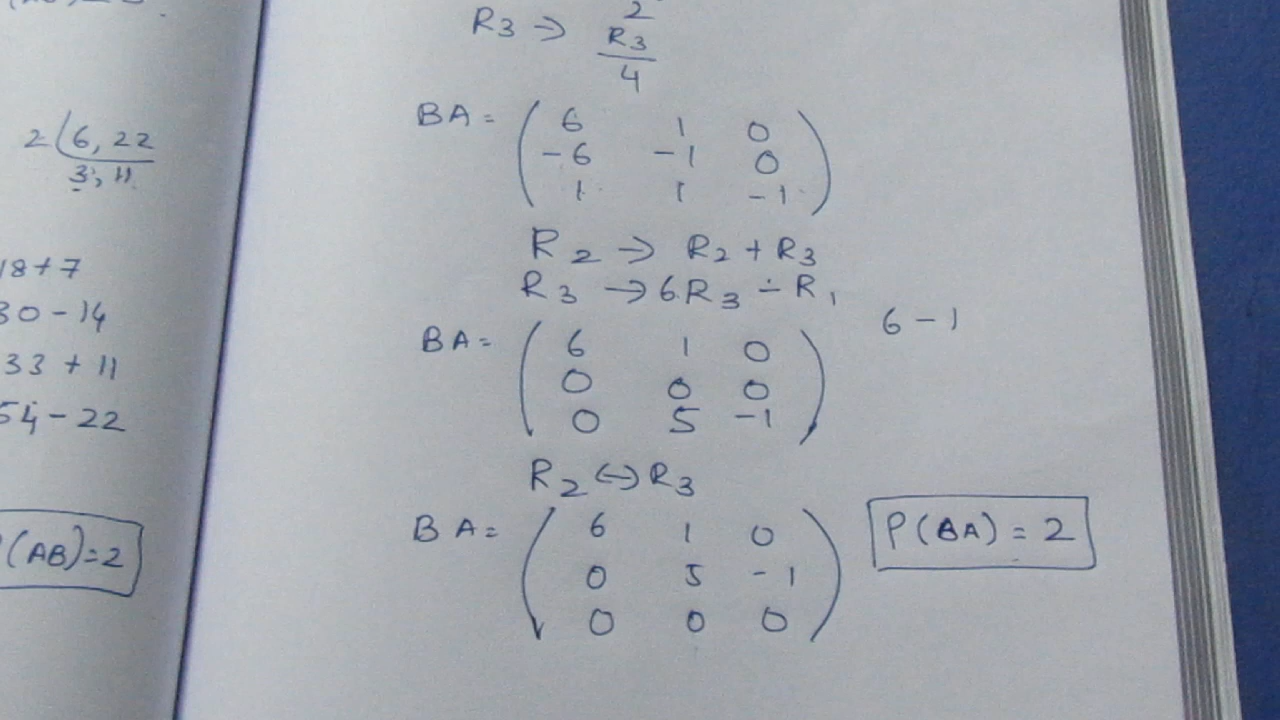 2 ( 6, 22
3, 11
18+7
30-14
33 + 11
54-22
(AB)=2
2
R3 → R3/4
BA = ( 6 1 0
-6 -1 0
1 1 -1 )
R2 → R2 + R3
R3 → 6R3 - R1
6-1
BA = ( 6 1 0
0 0 0
0 5 -1 )
R2 ↔ R3
BA = ( 6 1 0
0 5 -1
0 0 0 )
P(BA) = 2